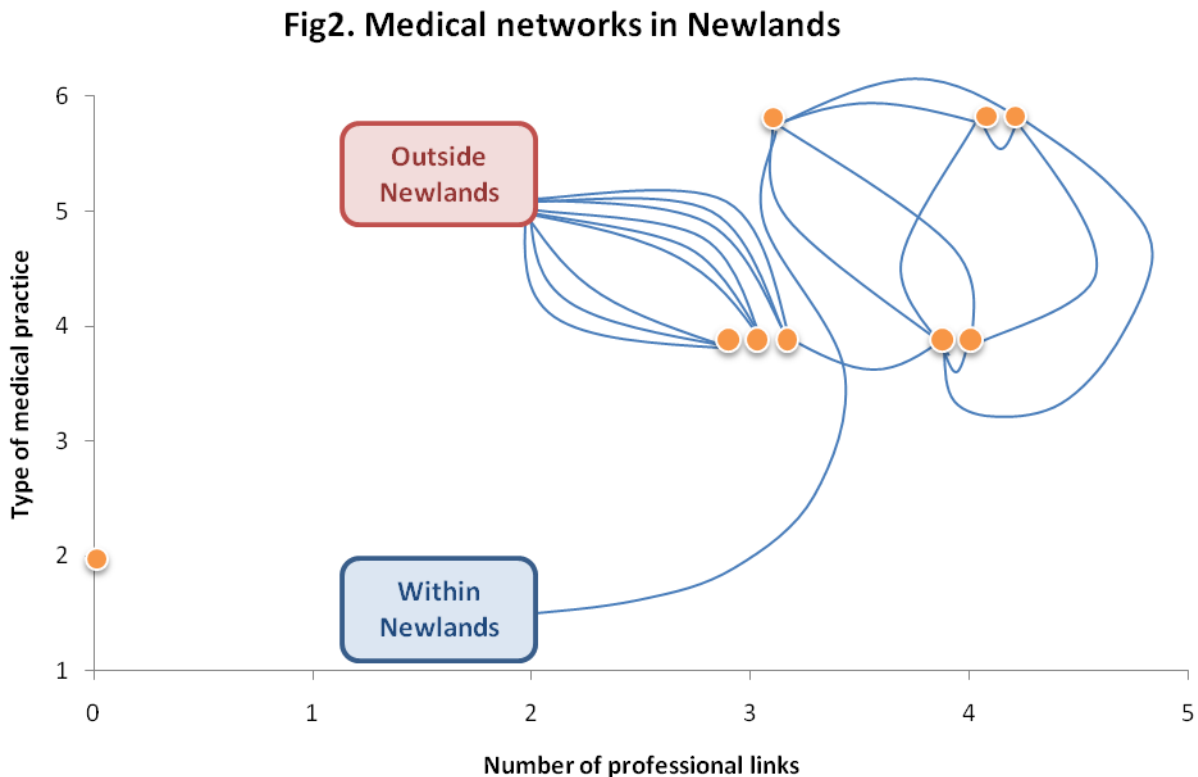 Fig2. Medical networks in Newlands
6
5
4
3
2
1
Type of medical practice
Outside
Newlands
Within
Newlands
0
1
2
3
4
5
Number of professional links